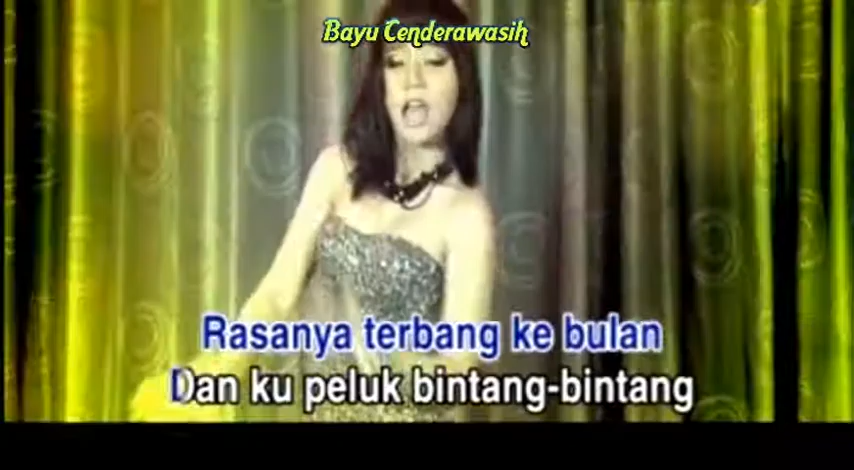 Bayu Cenderawasih
Rasanya terbang ke bulan
Dan ku peluk bintang-bintang